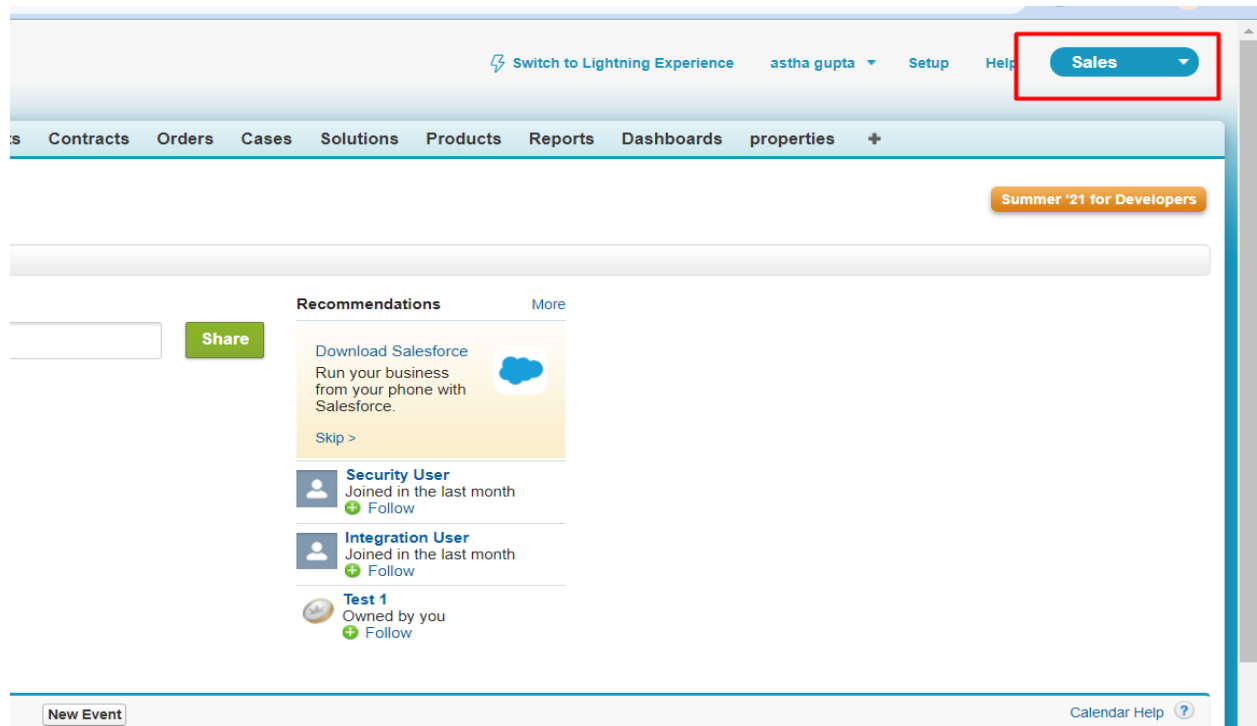 Switch to Lightning Experience astha gupta Setup Help Sales
s Contracts Orders Cases Solutions Products Reports Dashboards properties +
Summer '21 for Developers
Recommendations More
Share
Download Salesforce
Run your business
from your phone with
Salesforce.
Skip >
Security User
Joined in the last month
Follow
Integration User
Joined in the last month
Follow
Test 1
Owned by you
Follow
New Event Calendar Help ?